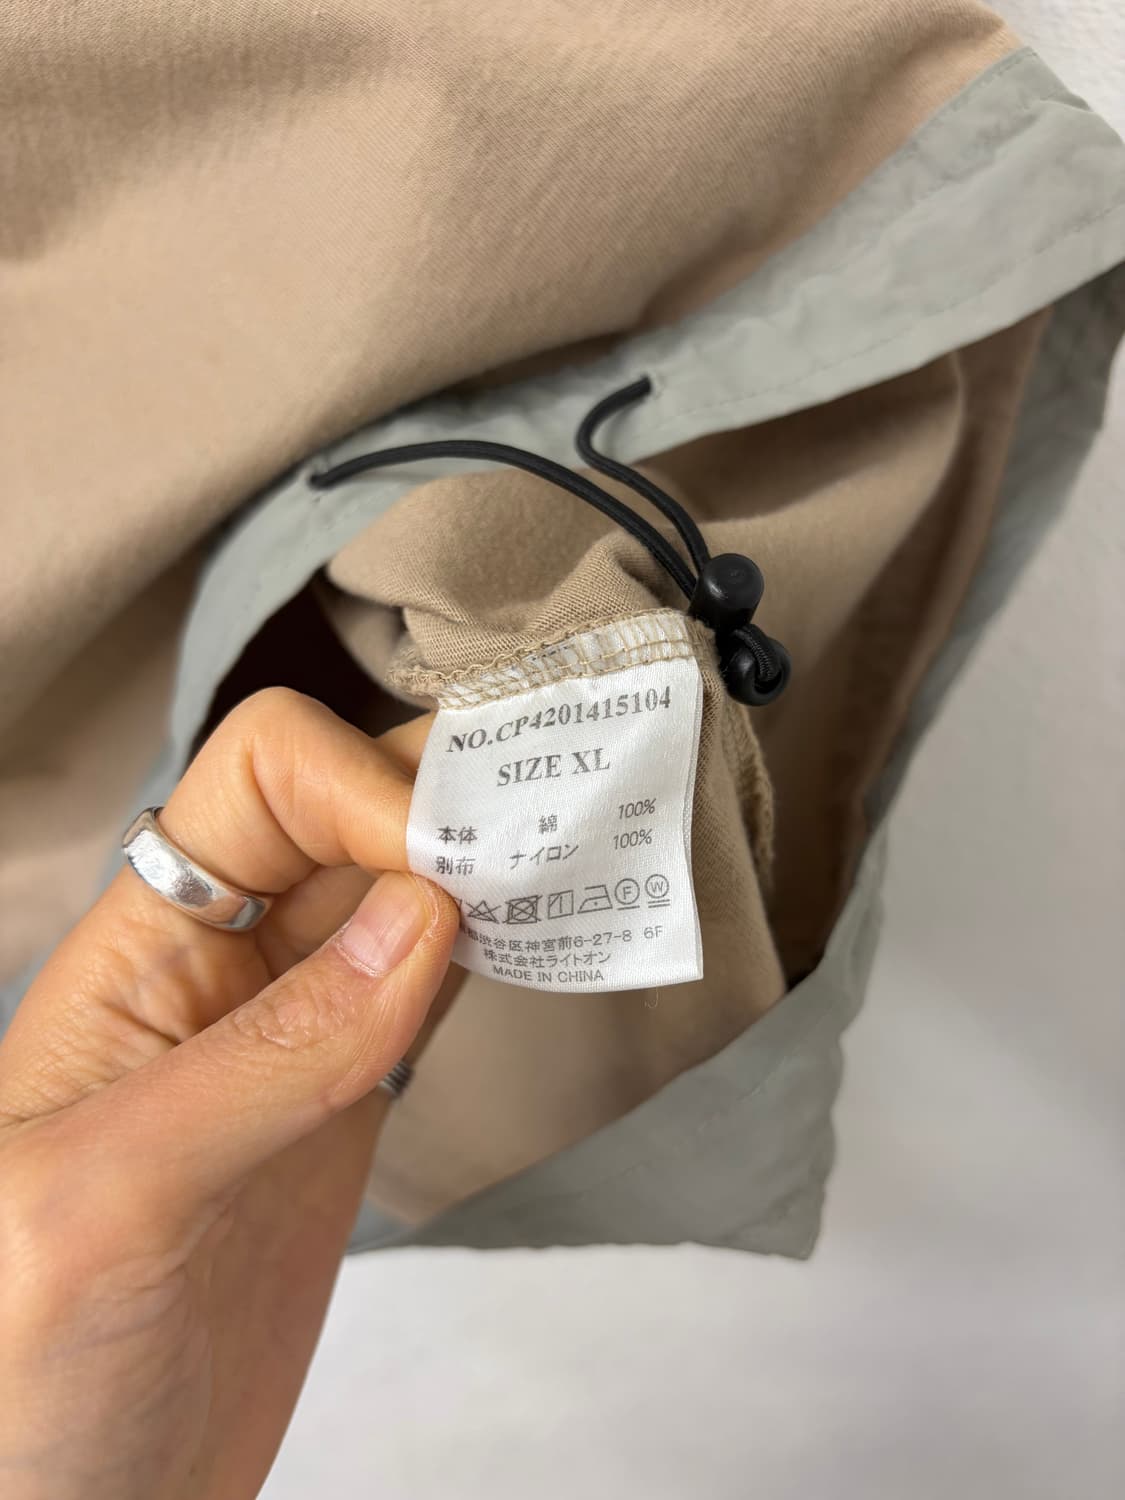 NO.CP4201415104
SIZE XL
本体 綿 100%
別布 ナイロン 100%
F W
都渋谷区神宮前6-27-8 6F
株式会社ライトオン
MADE IN CHINA